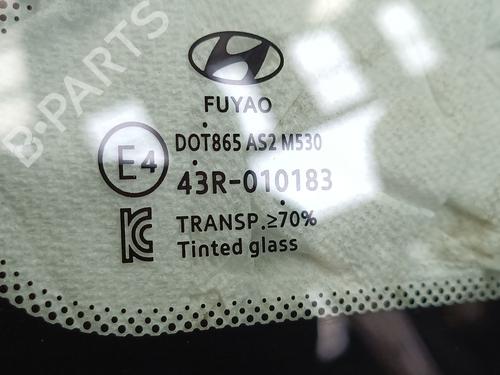 B-PARTS
FUYAO
DOT865 AS2 M530
E4
43R-010183
TRANSP.≥70%
Tinted glass